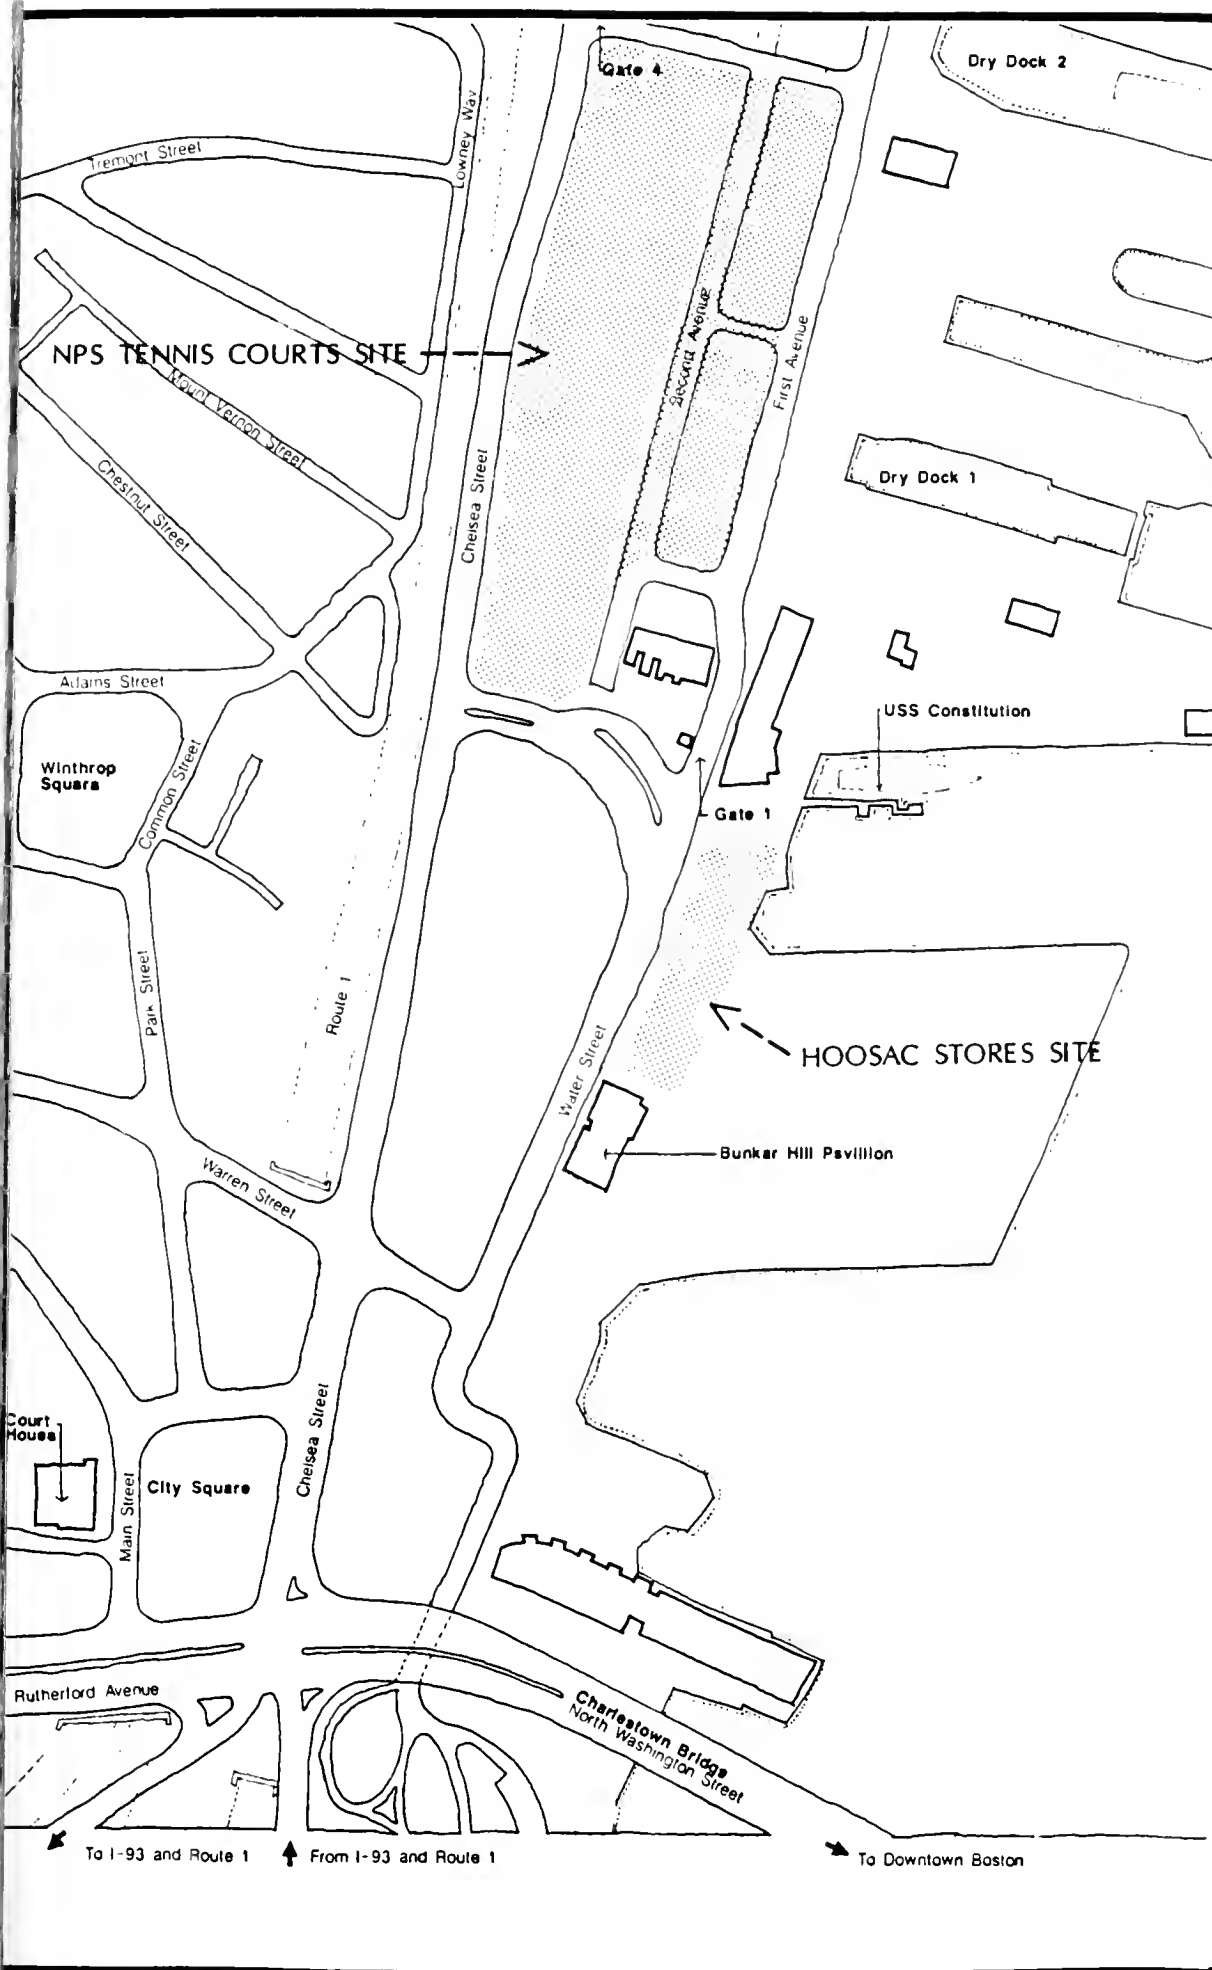 Gate 4
Dry Dock 2
Tremont Street
Lowney Way
NPS TENNIS COURTS SITE
Second Avenue
First Avenue
Mount Vernon Street
Chestnut Street
Chelsea Street
Dry Dock 1
Adams Street
USS Constitution
Winthrop
Square
Common Street
Gate 1
Park Street
Route 1
Water Street
HOOSAC STORES SITE
Bunker Hill Pavilion
Warren Street
Court
House
Main Street
City Square
Chelsea Street
Rutherford Avenue
Charlestown Bridge
North Washington Street
To I-93 and Route 1
From I-93 and Route 1
To Downtown Boston